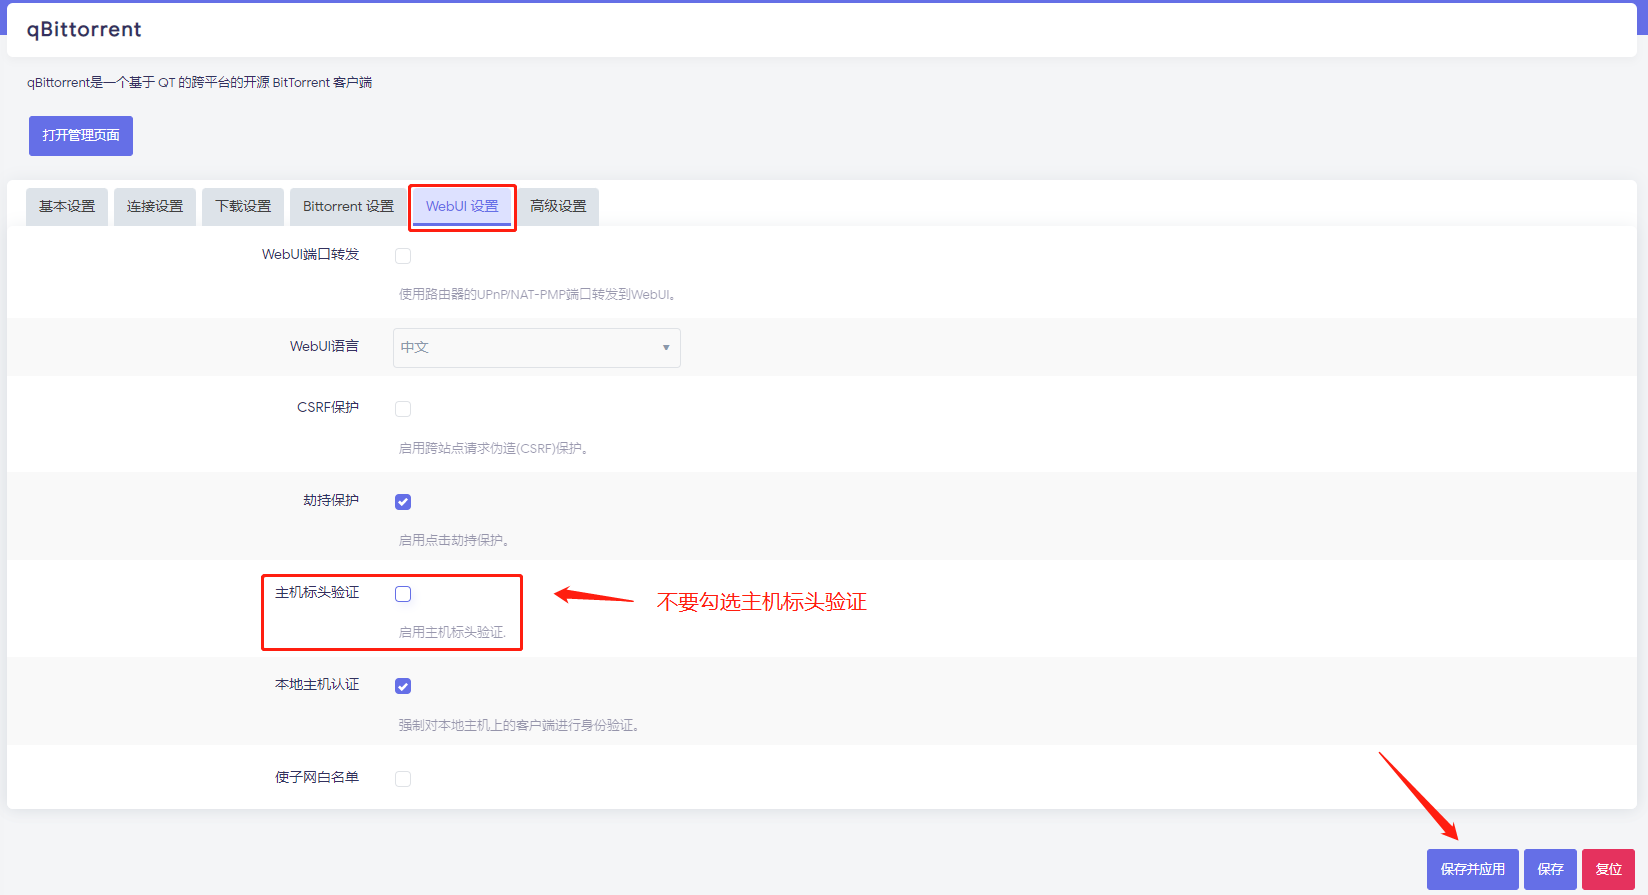 qBittorrent
qBittorrent是一个基于 QT 的跨平台的开源 BitTorrent 客户端
打开管理页面
基本设置
连接设置
下载设置
Bittorrent 设置
WebUI 设置
高级设置
WebUI端口转发
使用路由器的UPnP/NAT-PMP端口转发到WebUI。
WebUI语言
中文
CSRF保护
启用跨站点请求伪造(CSRF)保护。
劫持保护
启用点击劫持保护。
主机标头验证
不要勾选主机标头验证
启用主机标头验证.
本地主机认证
强制对本地主机上的客户端进行身份验证。
使子网白名单
保存并应用
保存
复位